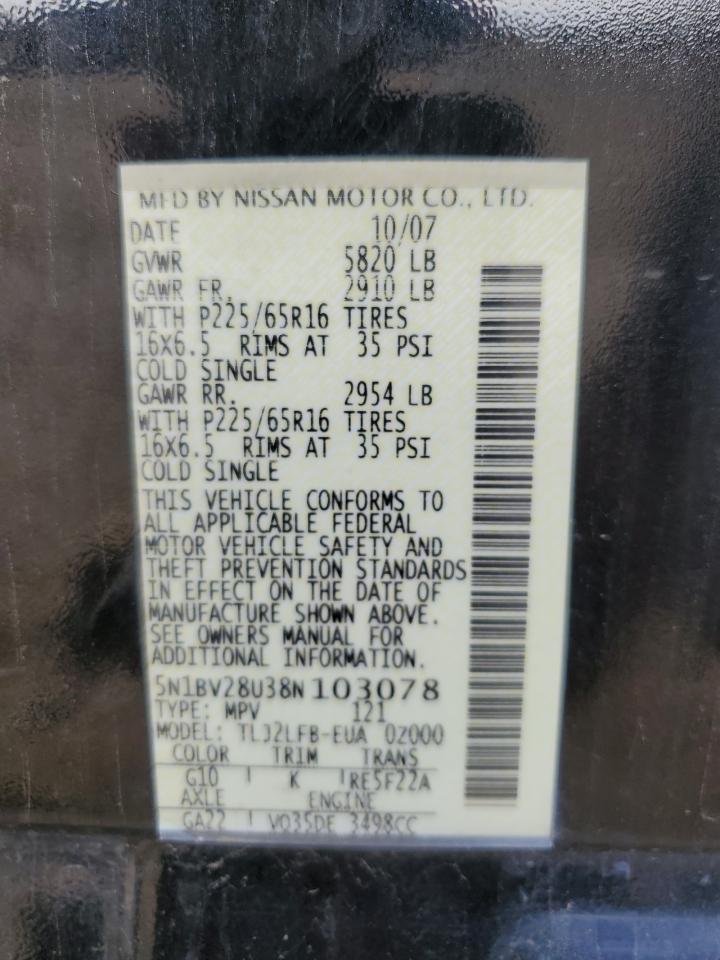 MFD BY NISSAN MOTOR CO., LTD.
DATE 10/07
GVWR 5820 LB
GAWR FR. 2910 LB
WITH P225/65R16 TIRES
16X6.5 RIMS AT 35 PSI
COLD SINGLE
GAWR RR. 2954 LB
WITH P225/65R16 TIRES
16X6.5 RIMS AT 35 PSI
COLD SINGLE
THIS VEHICLE CONFORMS TO
ALL APPLICABLE FEDERAL
MOTOR VEHICLE SAFETY AND
THEFT PREVENTION STANDARDS
IN EFFECT ON THE DATE OF
MANUFACTURE SHOWN ABOVE.
SEE OWNERS MANUAL FOR
ADDITIONAL INFORMATION.
5N1BV28U38N103078
TYPE: MPV 121
MODEL: TLJ2LFB-EUA 0Z000
COLOR TRIM TRANS
G10 K RE5F22A
AXLE ENGINE
GA22 VQ35DE 3498CC